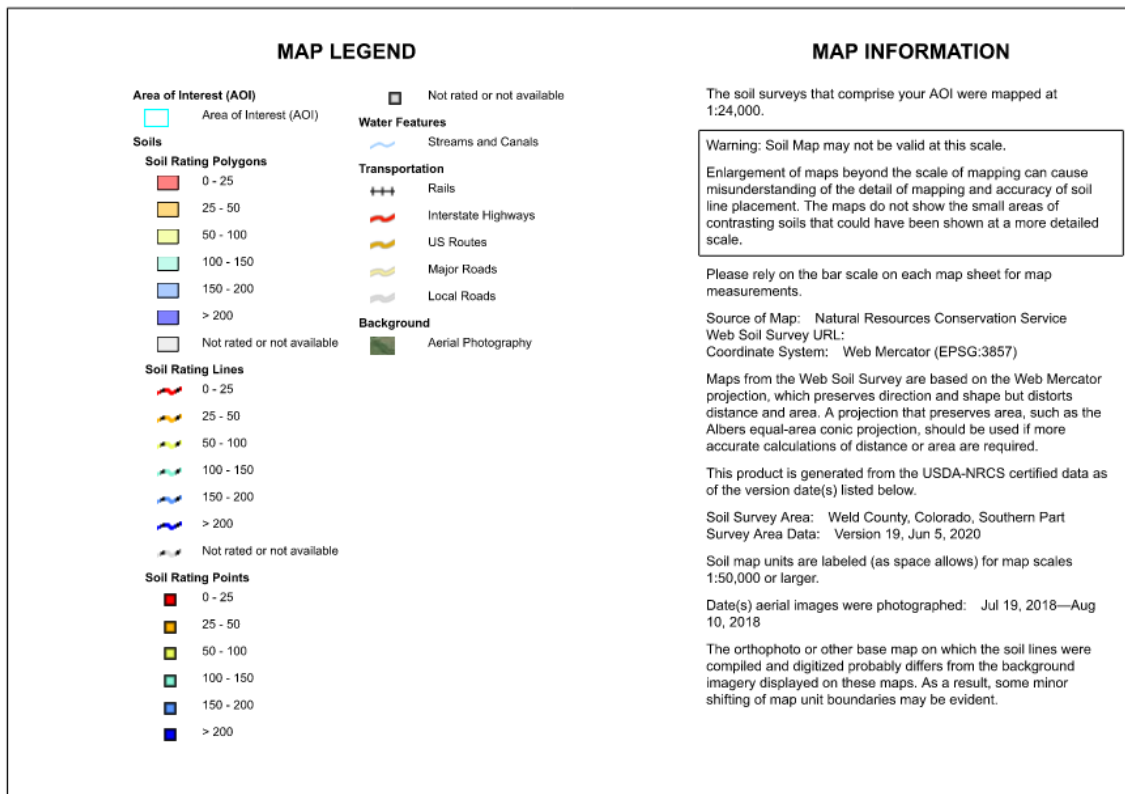 MAP LEGEND
Area of Interest (AOI)
Area of Interest (AOI)
Soils
Soil Rating Polygons
0 - 25
25 - 50
50 - 100
100 - 150
150 - 200
> 200
Not rated or not available
Soil Rating Lines
0 - 25
25 - 50
50 - 100
100 - 150
150 - 200
> 200
Not rated or not available
Soil Rating Points
0 - 25
25 - 50
50 - 100
100 - 150
150 - 200
> 200
Not rated or not available
Water Features
Streams and Canals
Transportation
Rails
Interstate Highways
US Routes
Major Roads
Local Roads
Background
Aerial Photography
MAP INFORMATION
The soil surveys that comprise your AOI were mapped at
1:24,000.
Warning: Soil Map may not be valid at this scale.
Enlargement of maps beyond the scale of mapping can cause
misunderstanding of the detail of mapping and accuracy of soil
line placement. The maps do not show the small areas of
contrasting soils that could have been shown at a more detailed
scale.
Please rely on the bar scale on each map sheet for map
measurements.
Source of Map: Natural Resources Conservation Service
Web Soil Survey URL:
Coordinate System: Web Mercator (EPSG:3857)
Maps from the Web Soil Survey are based on the Web Mercator
projection, which preserves direction and shape but distorts
distance and area. A projection that preserves area, such as the
Albers equal-area conic projection, should be used if more
accurate calculations of distance or area are required.
This product is generated from the USDA-NRCS certified data as
of the version date(s) listed below.
Soil Survey Area: Weld County, Colorado, Southern Part
Survey Area Data: Version 19, Jun 5, 2020
Soil map units are labeled (as space allows) for map scales
1:50,000 or larger.
Date(s) aerial images were photographed: Jul 19, 2018—Aug
10, 2018
The orthophoto or other base map on which the soil lines were
compiled and digitized probably differs from the background
imagery displayed on these maps. As a result, some minor
shifting of map unit boundaries may be evident.